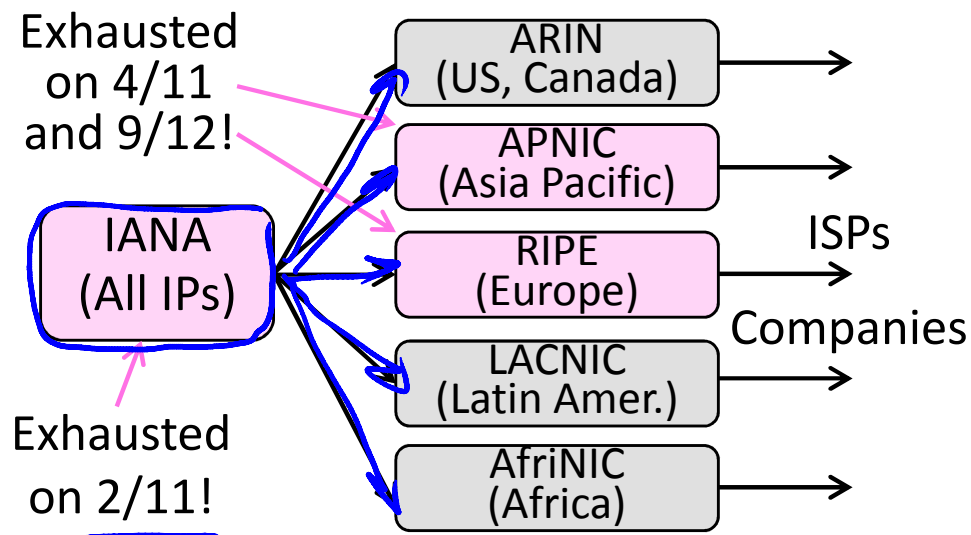 Exhausted
on 4/11
and 9/12!
IANA
(All IPs)
Exhausted
on 2/11!
ARIN
(US, Canada)
APNIC
(Asia Pacific)
RIPE
(Europe)
LACNIC
(Latin Amer.)
AfriNIC
(Africa)
ISPs
Companies